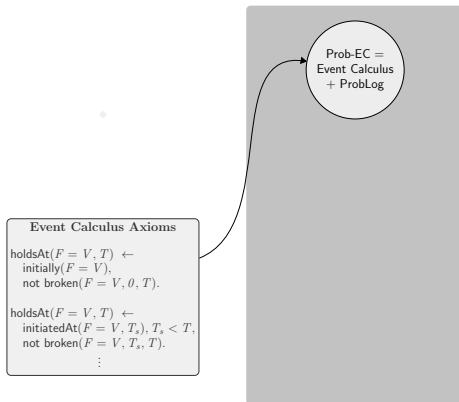 Prob-EC =
Event Calculus
+ ProbLog
Event Calculus Axioms
holdsAt(F = V, T) ←
initially(F = V),
not broken(F = V, 0, T).
holdsAt(F = V, T) ←
initiatedAt(F = V, Tₛ), Tₛ < T,
not broken(F = V, Tₛ, T).
⋮